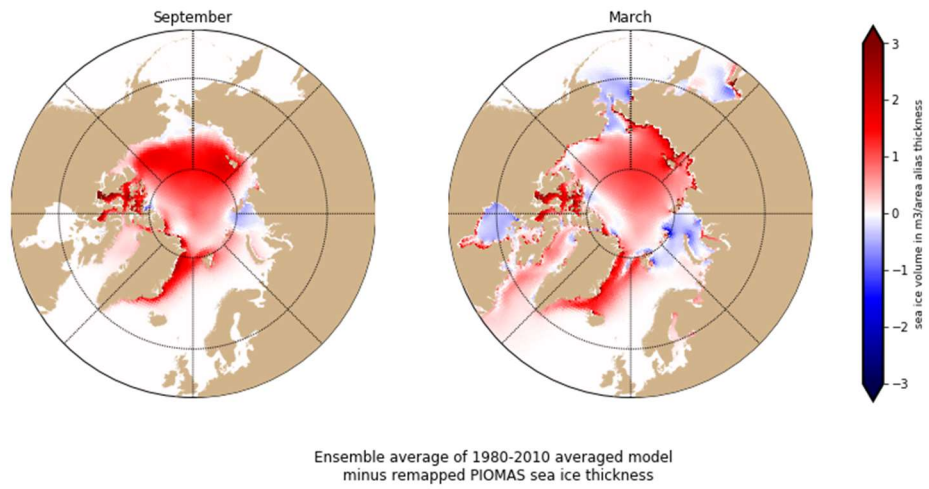 September
March
3
2
1
0
−1
−2
−3
sea ice volume in m3/area alias thickness
Ensemble average of 1980-2010 averaged model
minus remapped PIOMAS sea ice thickness